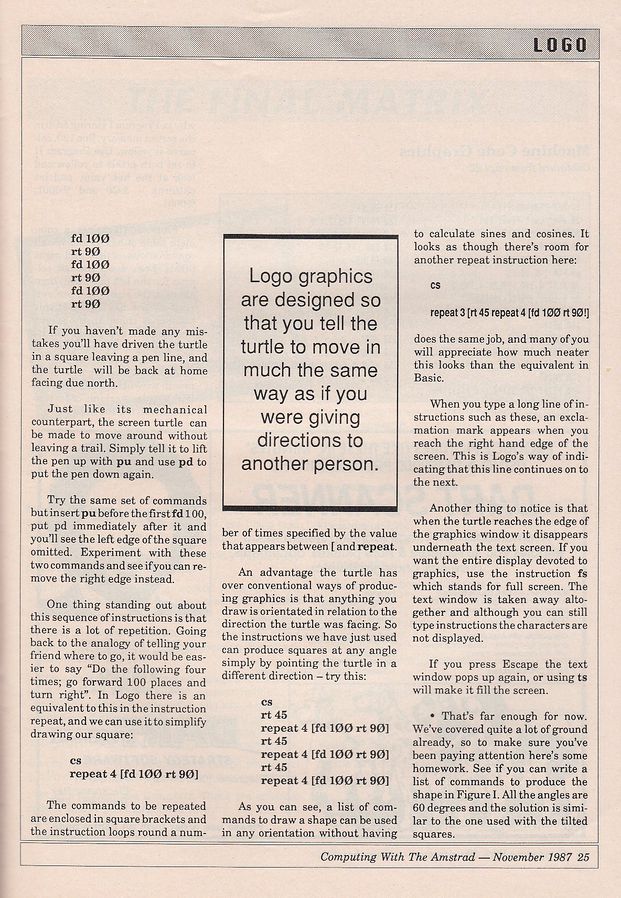 LOGO
fd 100
rt 90
fd 100
rt 90
fd 100
rt 90
If you haven't made any mis-
takes you'll have driven the turtle
in a square leaving a pen line, and
the turtle will be back at home
facing due north.
Just like its mechanical
counterpart, the screen turtle can
be made to move around without
leaving a trail. Simply tell it to lift
the pen up with pu and use pd to
put the pen down again.
Try the same set of commands
but insert pu before the first fd 100,
put pd immediately after it and
you'll see the left edge of the square
omitted. Experiment with these
two commands and see if you can re-
move the right edge instead.
One thing standing out about
this sequence of instructions is that
there is a lot of repetition. Going
back to the analogy of telling your
friend where to go, it would be eas-
ier to say "Do the following four
times; go forward 100 places and
turn right". In Logo there is an
equivalent to this in the instruction
repeat, and we can use it to simplify
drawing our square:
cs
repeat 4 [fd 100 rt 90]
The commands to be repeated
are enclosed in square brackets and
the instruction loops round a num-
Logo graphics
are designed so
that you tell the
turtle to move in
much the same
way as if you
were giving
directions to
another person.
ber of times specified by the value
that appears between [ and repeat.
An advantage the turtle has
over conventional ways of produc-
ing graphics is that anything you
draw is orientated in relation to the
direction the turtle was facing. So
the instructions we have just used
can produce squares at any angle
simply by pointing the turtle in a
different direction – try this:
cs
rt 45
repeat 4 [fd 100 rt 90]
rt 45
repeat 4 [fd 100 rt 90]
rt 45
repeat 4 [fd 100 rt 90]
As you can see, a list of com-
mands to draw a shape can be used
in any orientation without having
to calculate sines and cosines. It
looks as though there's room for
another repeat instruction here:
cs
repeat 3 [rt 45 repeat 4 [fd 100 rt 90!]
does the same job, and many of you
will appreciate how much neater
this looks than the equivalent in
Basic.
When you type a long line of in-
structions such as these, an excla-
mation mark appears when you
reach the right hand edge of the
screen. This is Logo's way of indi-
cating that this line continues on to
the next.
Another thing to notice is that
when the turtle reaches the edge of
the graphics window it disappears
underneath the text screen. If you
want the entire display devoted to
graphics, use the instruction fs
which stands for full screen. The
text window is taken away alto-
gether and although you can still
type instructions the characters are
not displayed.
If you press Escape the text
window pops up again, or using ts
will make it fill the screen.
• That's far enough for now.
We've covered quite a lot of ground
already, so to make sure you've
been paying attention here's some
homework. See if you can write a
list of commands to produce the
shape in Figure I. All the angles are
60 degrees and the solution is simi-
lar to the one used with the tilted
squares.
Computing With The Amstrad — November 1987 25